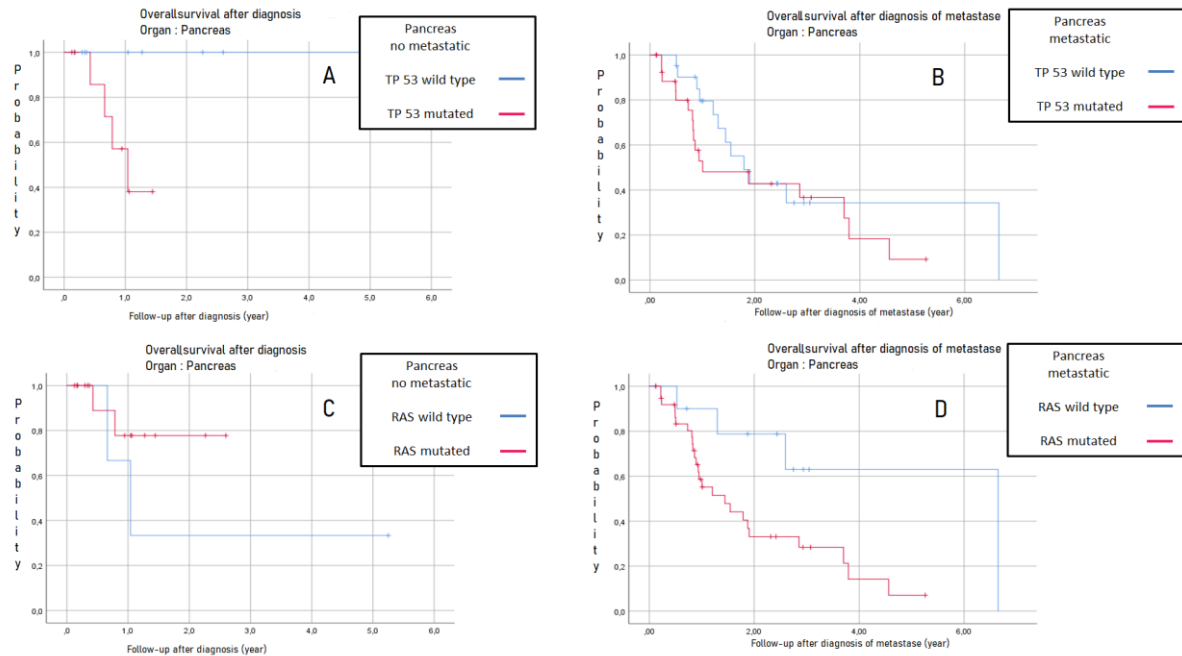 Overallsurvival after diagnosis
Organ : Pancreas
Pancreas
no metastatic
TP 53 wild type
TP 53 mutated
A
Probability
1,0
0,8
0,6
0,4
0,2
0,0
,0 1,0 2,0 3,0 4,0 5,0 6,0
Follow-up after diagnosis (year)
Overallsurvival after diagnosis of metastase
Organ : Pancreas
Pancreas
metastatic
TP 53 wild type
TP 53 mutated
B
Probability
1,0
0,8
0,6
0,4
0,2
0,0
,00 2,00 4,00 6,00
Follow-up after diagnosis of metastase (year)
Overallsurvival after diagnosis
Organ : Pancreas
Pancreas
no metastatic
RAS wild type
RAS mutated
C
Probability
1,0
0,8
0,6
0,4
0,2
0,0
,0 1,0 2,0 3,0 4,0 5,0 6,0
Follow-up after diagnosis (year)
Overallsurvival after diagnosis of metastase
Organ : Pancreas
Pancreas
metastatic
RAS wild type
RAS mutated
D
Probability
1,0
0,8
0,6
0,4
0,2
0,0
,00 2,00 4,00 6,00
Follow-up after diagnosis of metastase (year)